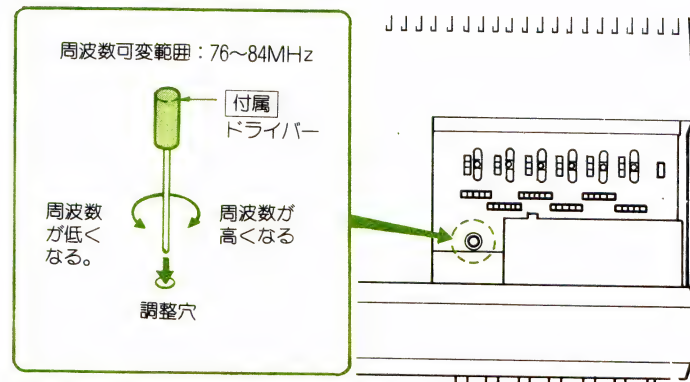 周波数可変範囲：76〜84MHz
付属
ドライバー
周波数
が低く
なる。
周波数が
高くなる
調整穴